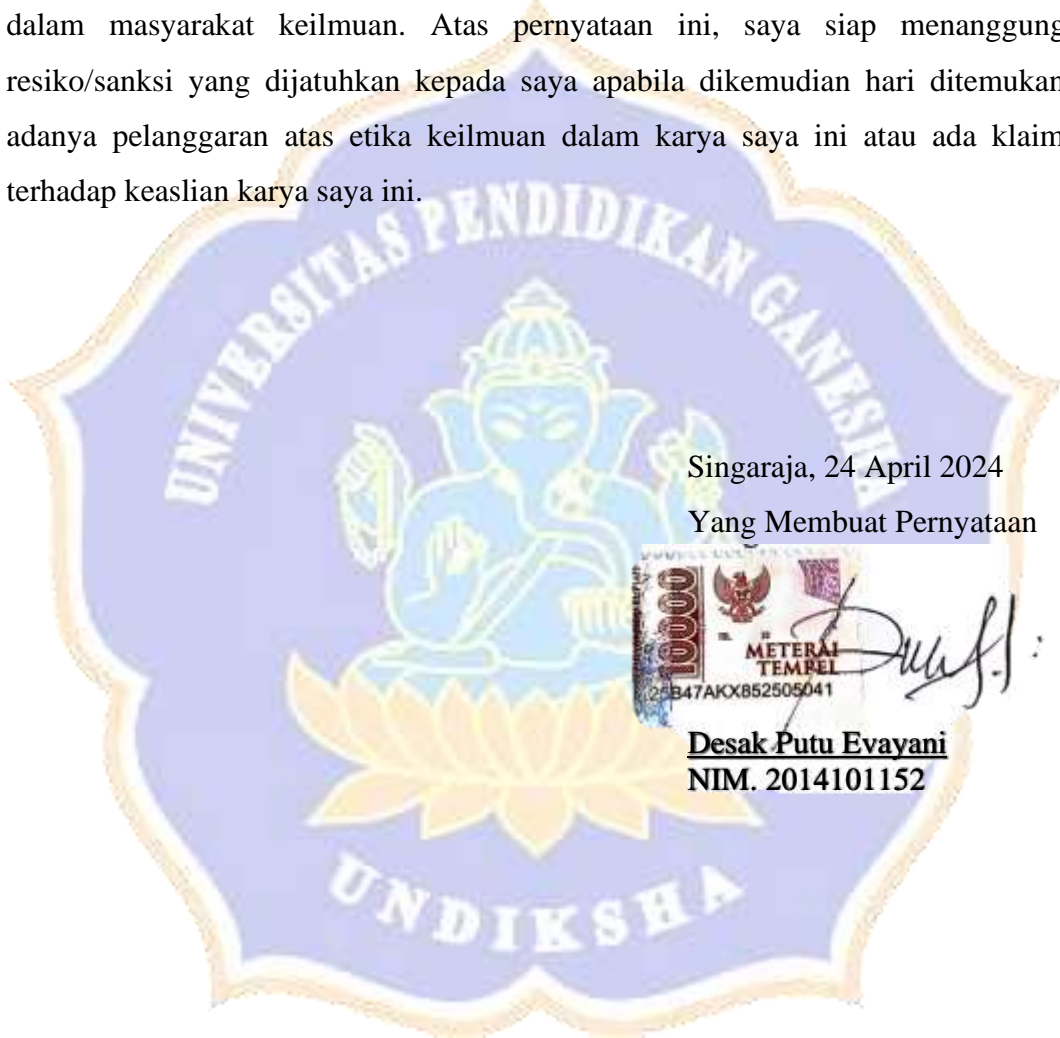 dalam masyarakat keilmuan. Atas pernyataan ini, saya siap menanggung
resiko/sanksi yang dijatuhkan kepada saya apabila dikemudian hari ditemukan
adanya pelanggaran atas etika keilmuan dalam karya saya ini atau ada klaim
terhadap keaslian karya saya ini.
UNIVERSITAS PENDIDIKAN GANESHA
Singaraja, 24 April 2024
Yang Membuat Pernyataan
10000
METERAI
TEMPEL
25B47AKX852505041
Desak Putu Evayani
NIM. 2014101152
UNDIKSHA